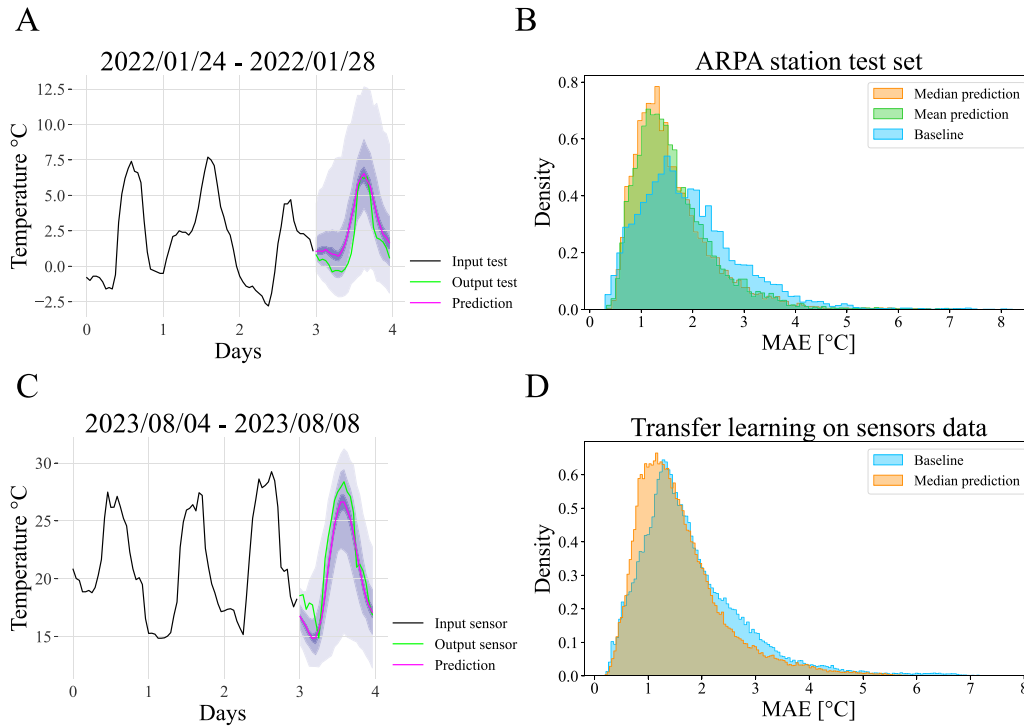 A
2022/01/24 - 2022/01/28
Temperature °C
12.5
10.0
7.5
5.0
2.5
0.0
−2.5
0
1
2
3
4
Days
Input test
Output test
Prediction
B
ARPA station test set
Density
0.8
0.6
0.4
0.2
0.0
0
1
2
3
4
5
6
7
8
MAE [°C]
Median prediction
Mean prediction
Baseline
C
2023/08/04 - 2023/08/08
Temperature °C
30
25
20
15
0
1
2
3
4
Days
Input sensor
Output sensor
Prediction
D
Transfer learning on sensors data
Density
0.6
0.5
0.4
0.3
0.2
0.1
0.0
0
1
2
3
4
5
6
7
8
MAE [°C]
Baseline
Median prediction